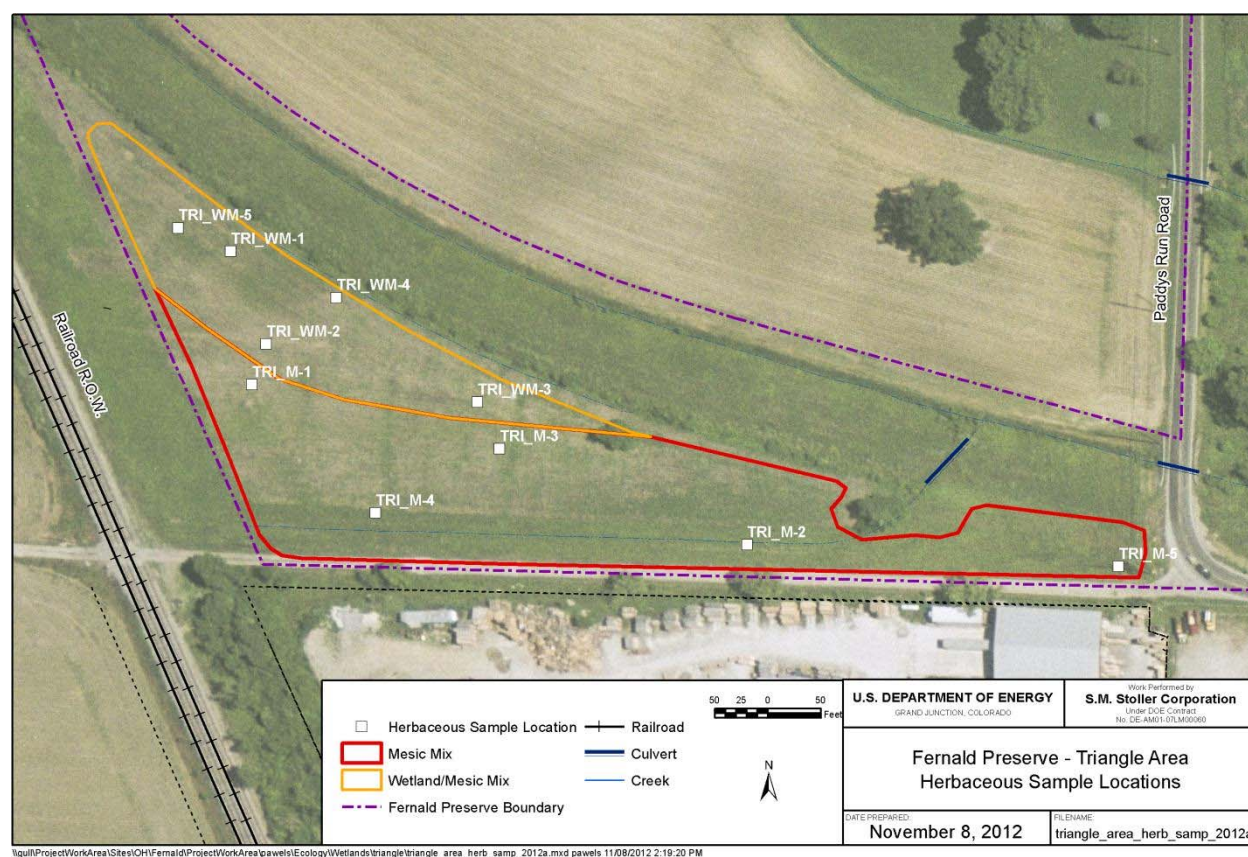 TRI_WM-5
TRI_WM-1
TRI_WM-4
TRI_WM-2
TRI_M-1
TRI_WM-3
TRI_M-3
TRI_M-4
TRI_M-2
TRI_M-5
Railroad R.O.W.
Paddys Run Road
Herbaceous Sample Location
Mesic Mix
Wetland/Mesic Mix
Fernald Preserve Boundary
Railroad
Culvert
Creek
50 25 0 50
Feet
N
U.S. DEPARTMENT OF ENERGY
GRAND JUNCTION, COLORADO
Work Performed by
S.M. Stoller Corporation
Under DOE Contract
No. DE-AM01-07LM00060
Fernald Preserve - Triangle Area
Herbaceous Sample Locations
DATE PREPARED:
November 8, 2012
FILENAME:
triangle_area_herb_samp_2012a
\\gull\ProjectWorkArea\Sites\OH\Fernald\ProjectWorkArea\pawels\Ecology\Wetlands\triangle\triangle_area_herb_samp_2012a.mxd pawels 11/08/2012 2:19:20 PM